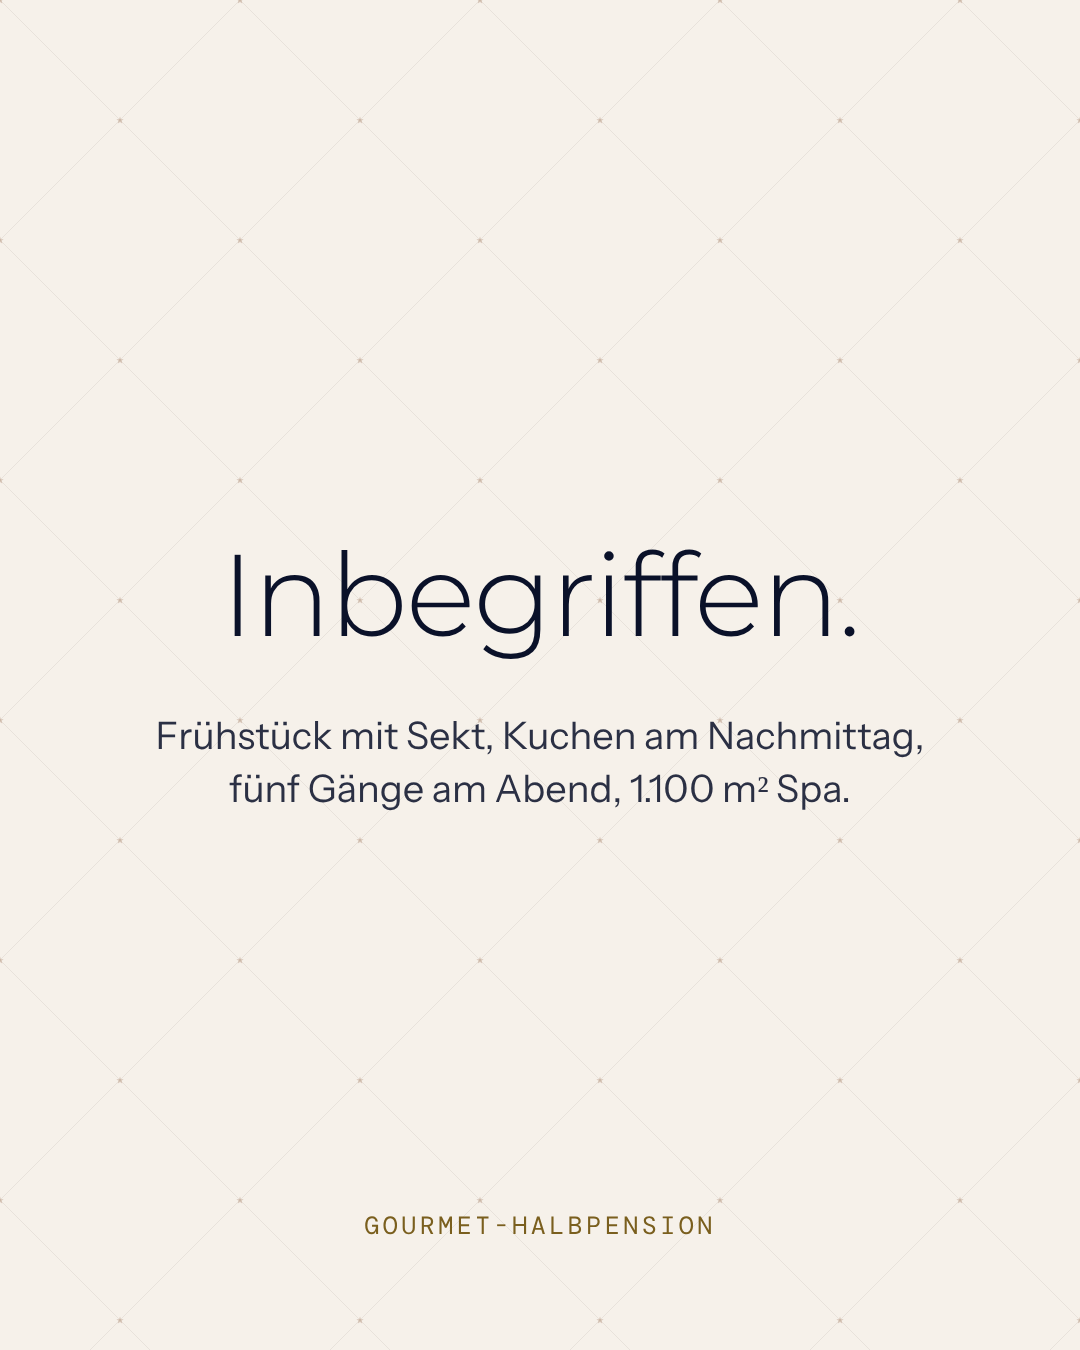 Inbegriffen.
Frühstück mit Sekt, Kuchen am Nachmittag,
fünf Gänge am Abend, 1.100 m² Spa.
GOURMET-HALBPENSION